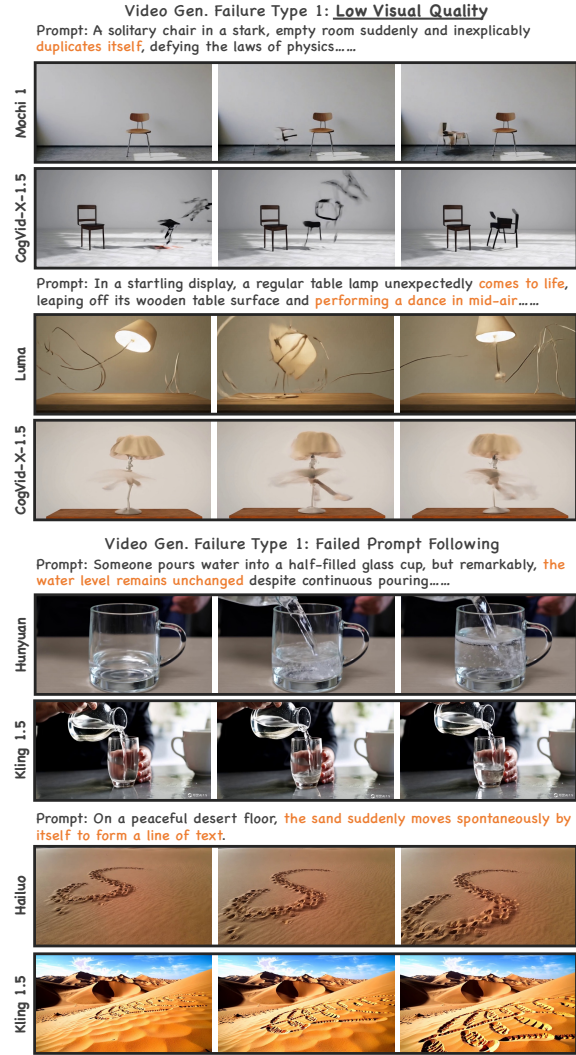 Video Gen. Failure Type 1: Low Visual Quality
Prompt: A solitary chair in a stark, empty room suddenly and inexplicably
duplicates itself, defying the laws of physics……
Mochi 1
CogVid-X-1.5
Prompt: In a startling display, a regular table lamp unexpectedly comes to life,
leaping off its wooden table surface and performing a dance in mid-air……
Luma
CogVid-X-1.5
Video Gen. Failure Type 1: Failed Prompt Following
Prompt: Someone pours water into a half-filled glass cup, but remarkably, the
water level remains unchanged despite continuous pouring……
Hunyuan
Kling 1.5
Prompt: On a peaceful desert floor, the sand suddenly moves spontaneously by
itself to form a line of text.
Hailuo
Kling 1.5